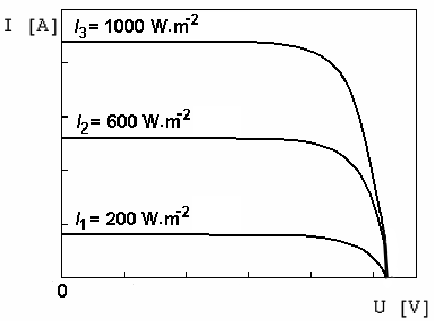 I [A]
I₃= 1000 W.m⁻²
I₂= 600 W.m⁻²
I₁= 200 W.m⁻²
0
U [V]